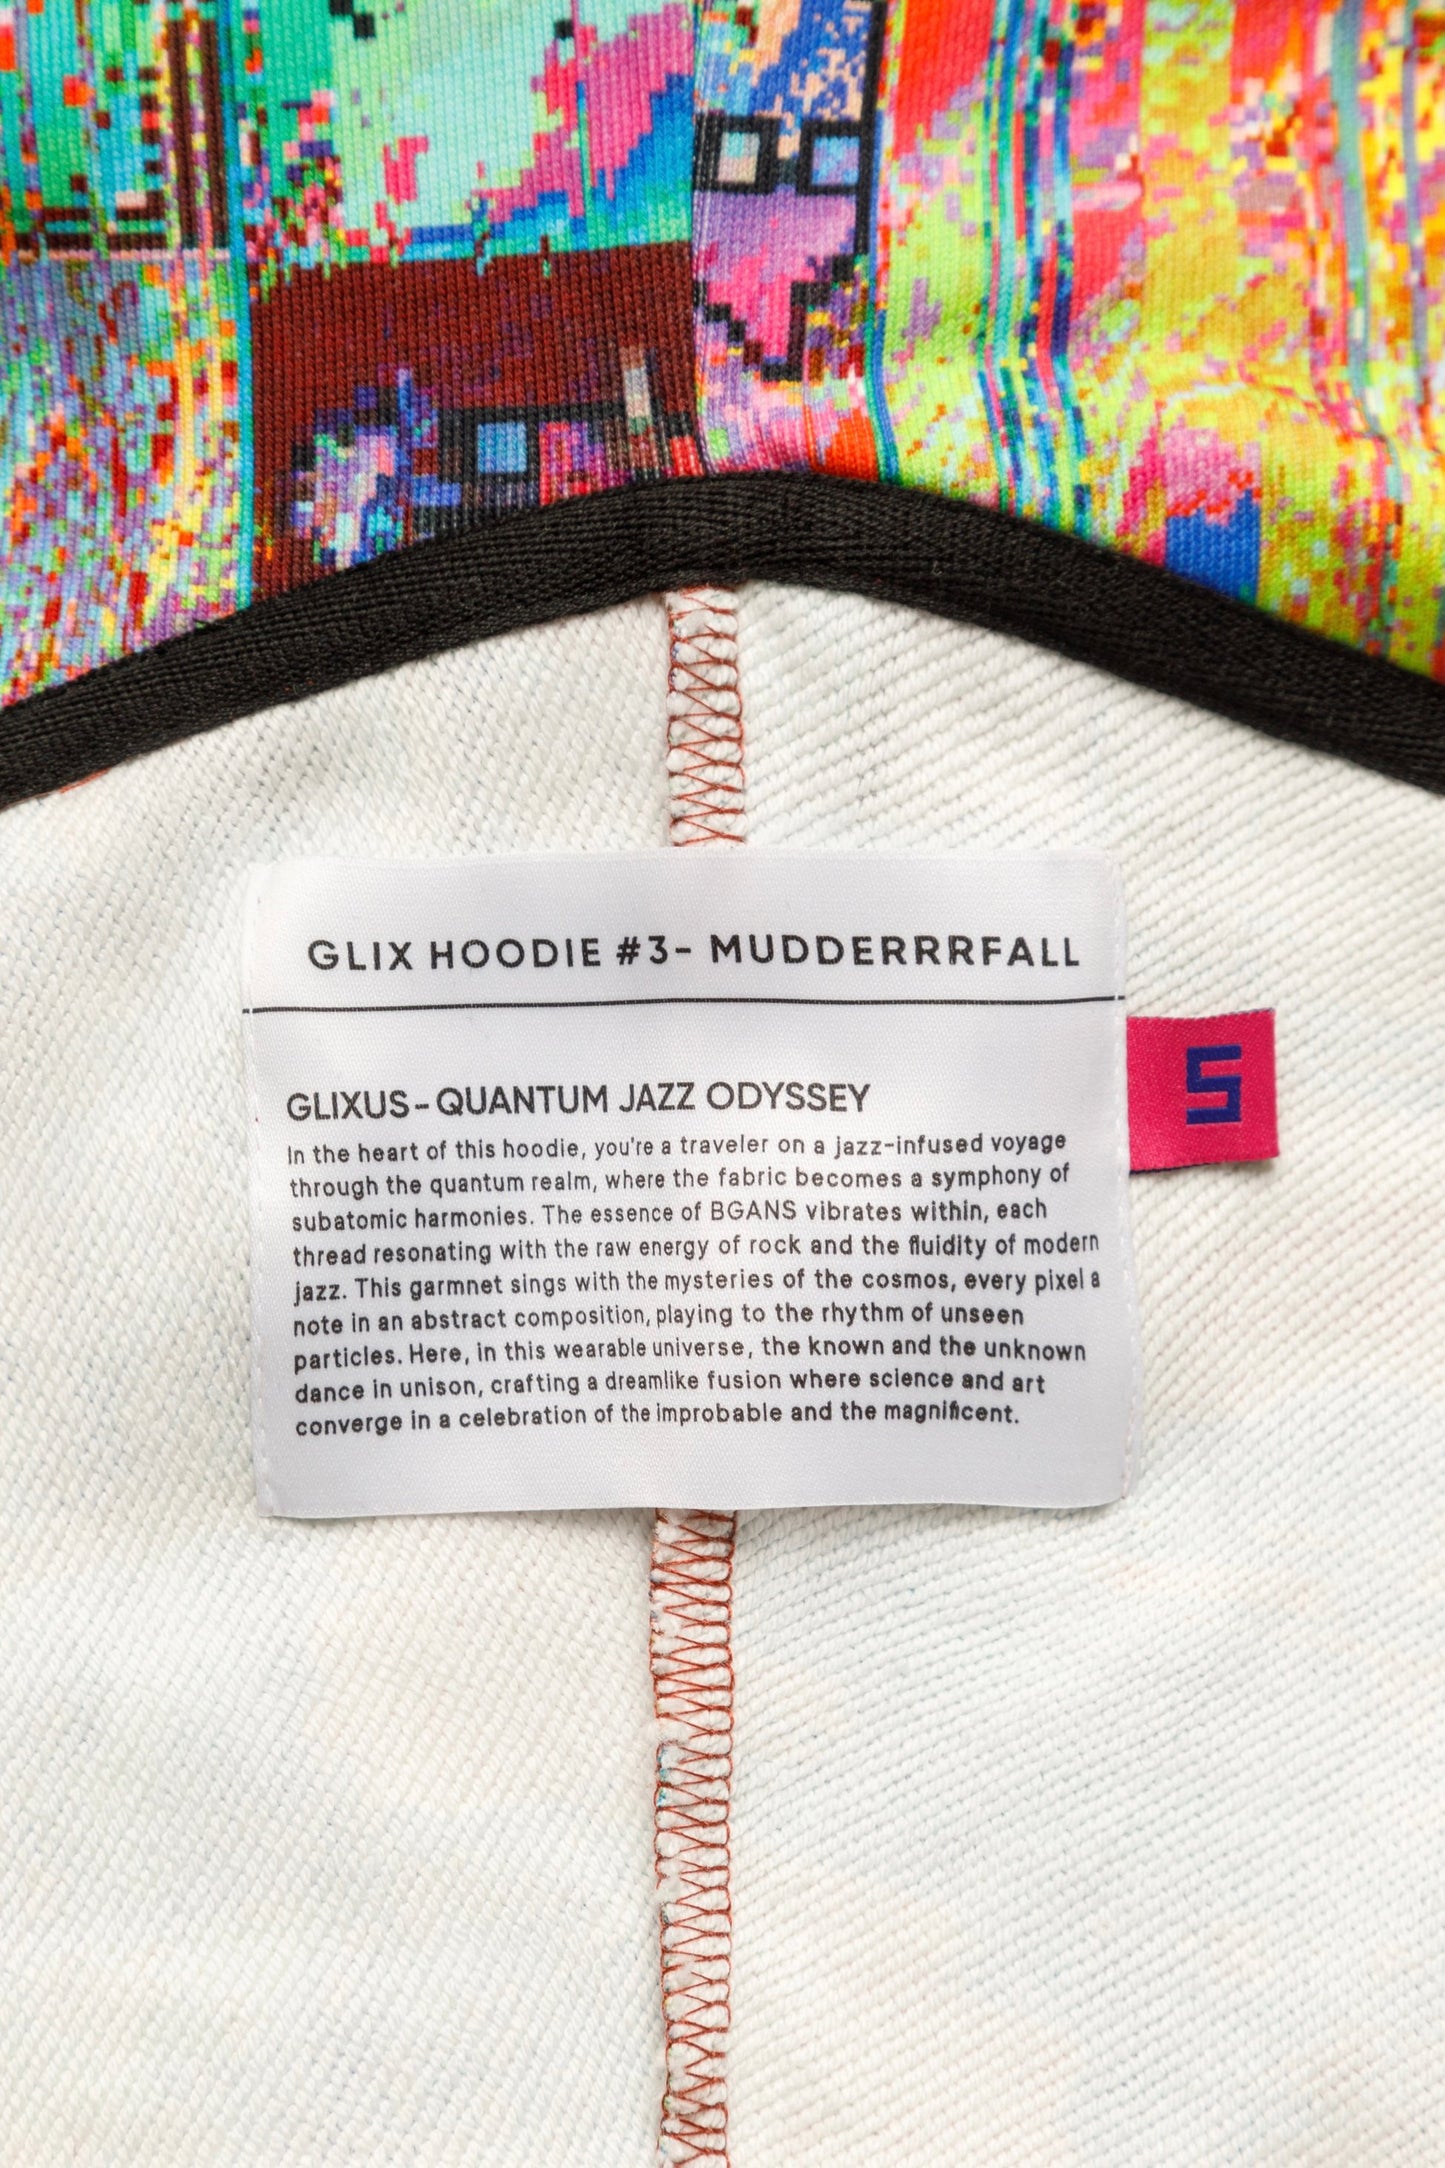 GLIX HOODIE #3- MUDDERRRFALL
GLIXUS-QUANTUM JAZZ ODYSSEY
In the heart of this hoodie, you're a traveler on a jazz-infused voyage
through the quantum realm, where the fabric becomes a symphony of
subatomic harmonies. The essence of BGANS vibrates within, each
thread resonating with the raw energy of rock and the fluidity of modern
jazz. This garmnet sings with the mysteries of the cosmos, every pixel a
note in an abstract composition, playing to the rhythm of unseen
particles. Here, in this wearable universe, the known and the unknown
dance in unison, crafting a dreamlike fusion where science and art
converge in a celebration of the improbable and the magnificent.
S